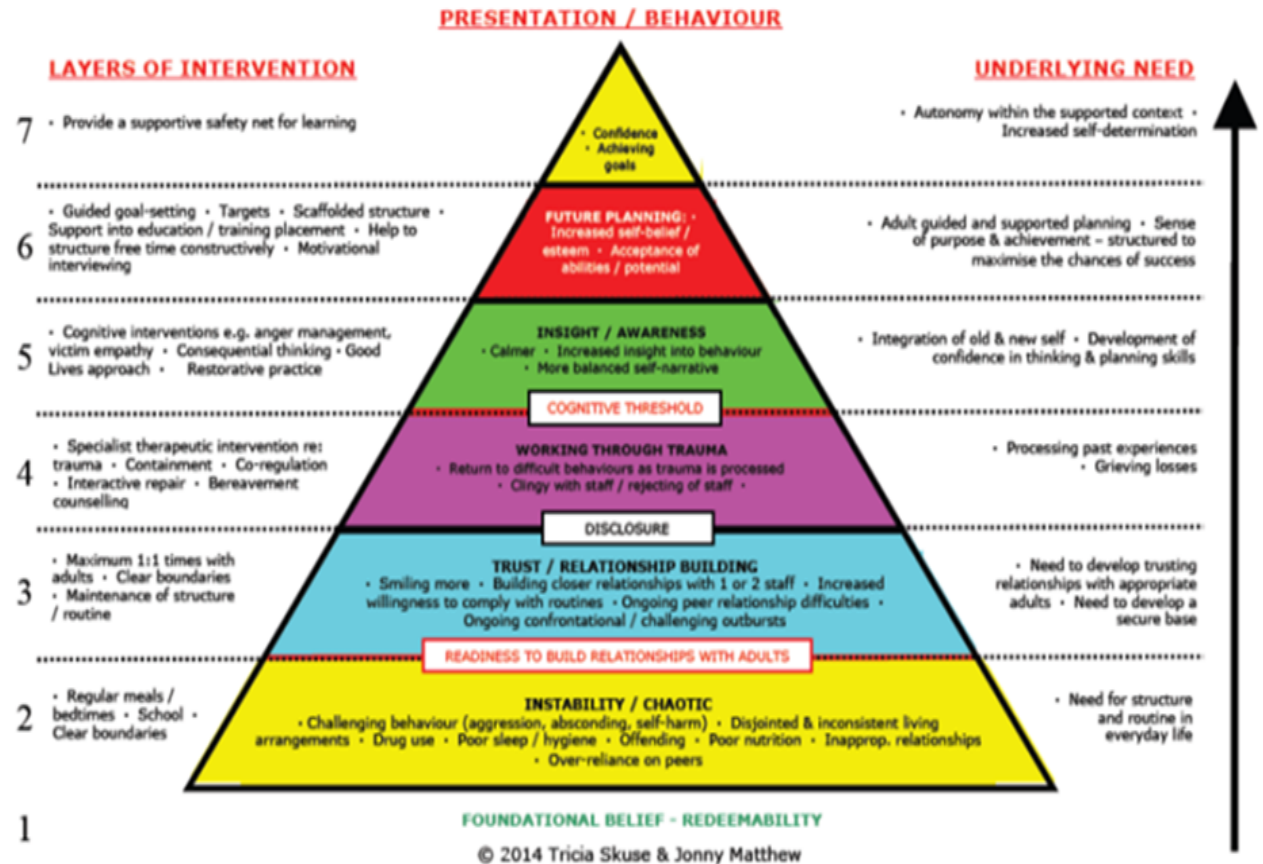 PRESENTATION / BEHAVIOUR
LAYERS OF INTERVENTION
UNDERLYING NEED
7
• Provide a supportive safety net for learning
• Confidence
• Achieving
goals
• Autonomy within the supported context •
Increased self-determination
6
• Guided goal-setting • Targets • Scaffolded structure •
Support into education / training placement • Help to
structure free time constructively • Motivational
interviewing
FUTURE PLANNING: •
Increased self-belief /
esteem • Acceptance of
abilities / potential
• Adult guided and supported planning • Sense
of purpose & achievement – structured to
maximise the chances of success
5
• Cognitive interventions e.g. anger management,
victim empathy • Consequential thinking • Good
Lives approach • Restorative practice
INSIGHT / AWARENESS
• Calmer • Increased insight into behaviour
• More balanced self-narrative
• Integration of old & new self • Development of
confidence in thinking & planning skills
COGNITIVE THRESHOLD
4
• Specialist therapeutic intervention re:
trauma • Containment • Co-regulation
• Interactive repair • Bereavement
counselling
WORKING THROUGH TRAUMA
• Return to difficult behaviours as trauma is processed
• Clingy with staff / rejecting of staff •
• Processing past experiences
• Grieving losses
DISCLOSURE
3
• Maximum 1:1 times with
adults • Clear boundaries
• Maintenance of structure
/ routine
TRUST / RELATIONSHIP BUILDING
• Smiling more • Building closer relationships with 1 or 2 staff • Increased
willingness to comply with routines • Ongoing peer relationship difficulties •
Ongoing confrontational / challenging outbursts
• Need to develop trusting
relationships with appropriate
adults • Need to develop a
secure base
READINESS TO BUILD RELATIONSHIPS WITH ADULTS
2
• Regular meals /
bedtimes • School •
Clear boundaries
INSTABILITY / CHAOTIC
• Challenging behaviour (aggression, absconding, self-harm) • Disjointed & inconsistent living
arrangements • Drug use • Poor sleep / hygiene • Offending • Poor nutrition • Inapprop. relationships
• Over-reliance on peers
• Need for structure
and routine in
everyday life
1
FOUNDATIONAL BELIEF - REDEEMABILITY
© 2014 Tricia Skuse & Jonny Matthew